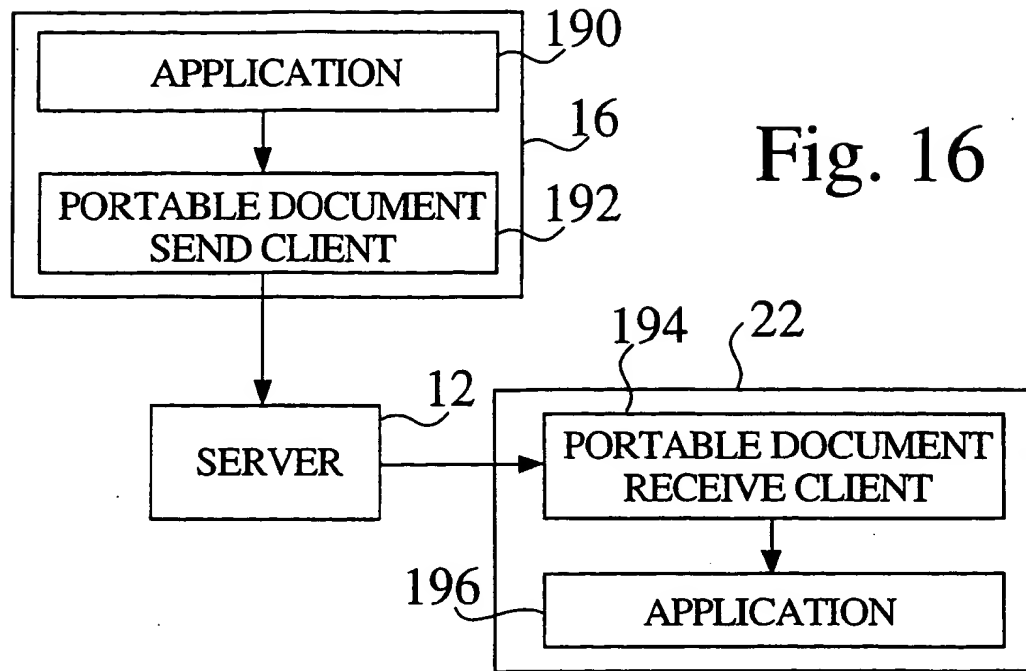 190
APPLICATION
16
Fig. 16
PORTABLE DOCUMENT
SEND CLIENT
192
194
22
12
SERVER
PORTABLE DOCUMENT
RECEIVE CLIENT
196
APPLICATION